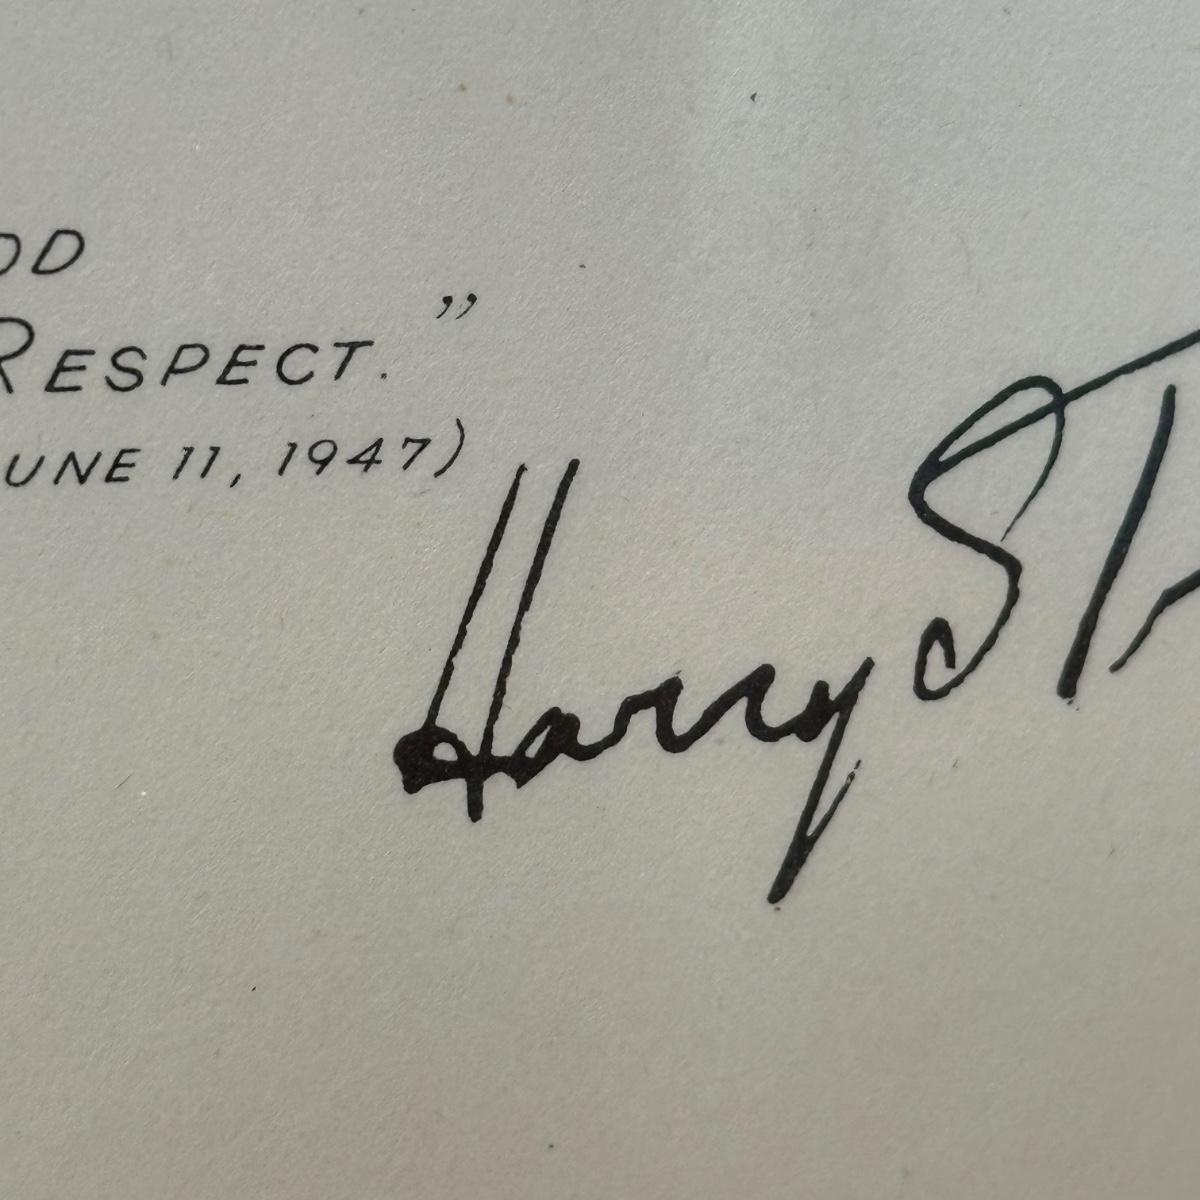 OD
RESPECT."
UNE 11, 1947)
Harry S T